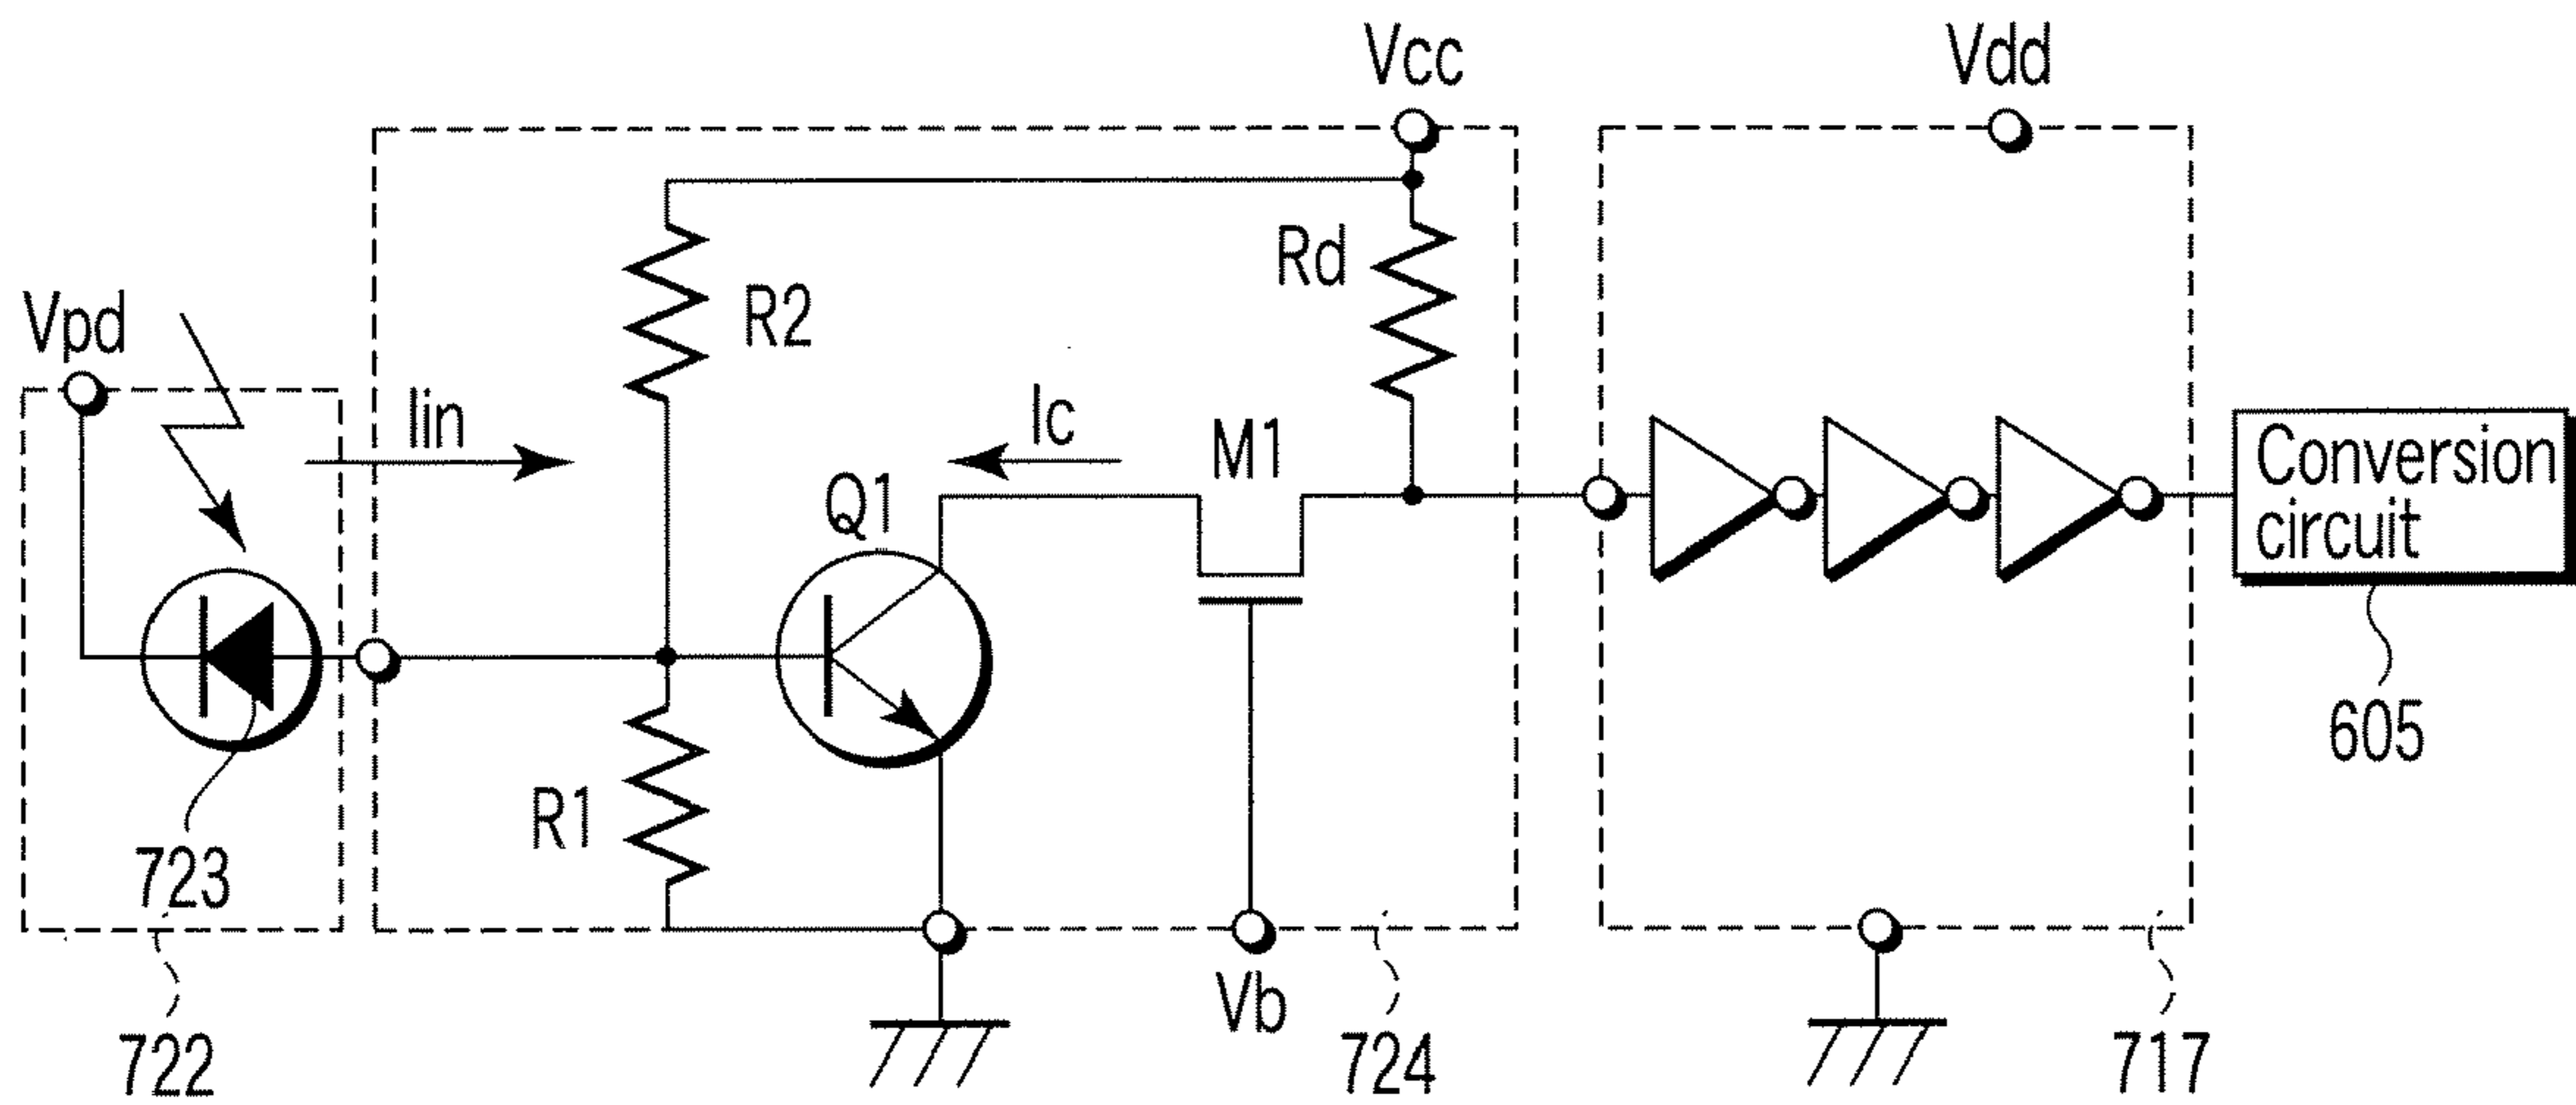 Vcc
Vdd
Rd
R2
Vpd
Iin
Ic
M1
Q1
Conversion
circuit
605
R1
723
Vb
722
724
717